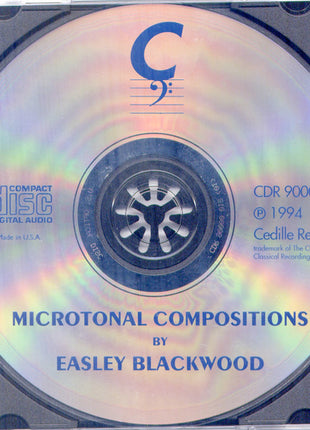 C
COMPACT
disc
DIGITAL AUDIO
Made in U.S.A.
CDR 9000
℗ 1994
Cedille Re
trademark of The C
Classical Recording
MICROTONAL COMPOSITIONS
BY
EASLEY BLACKWOOD